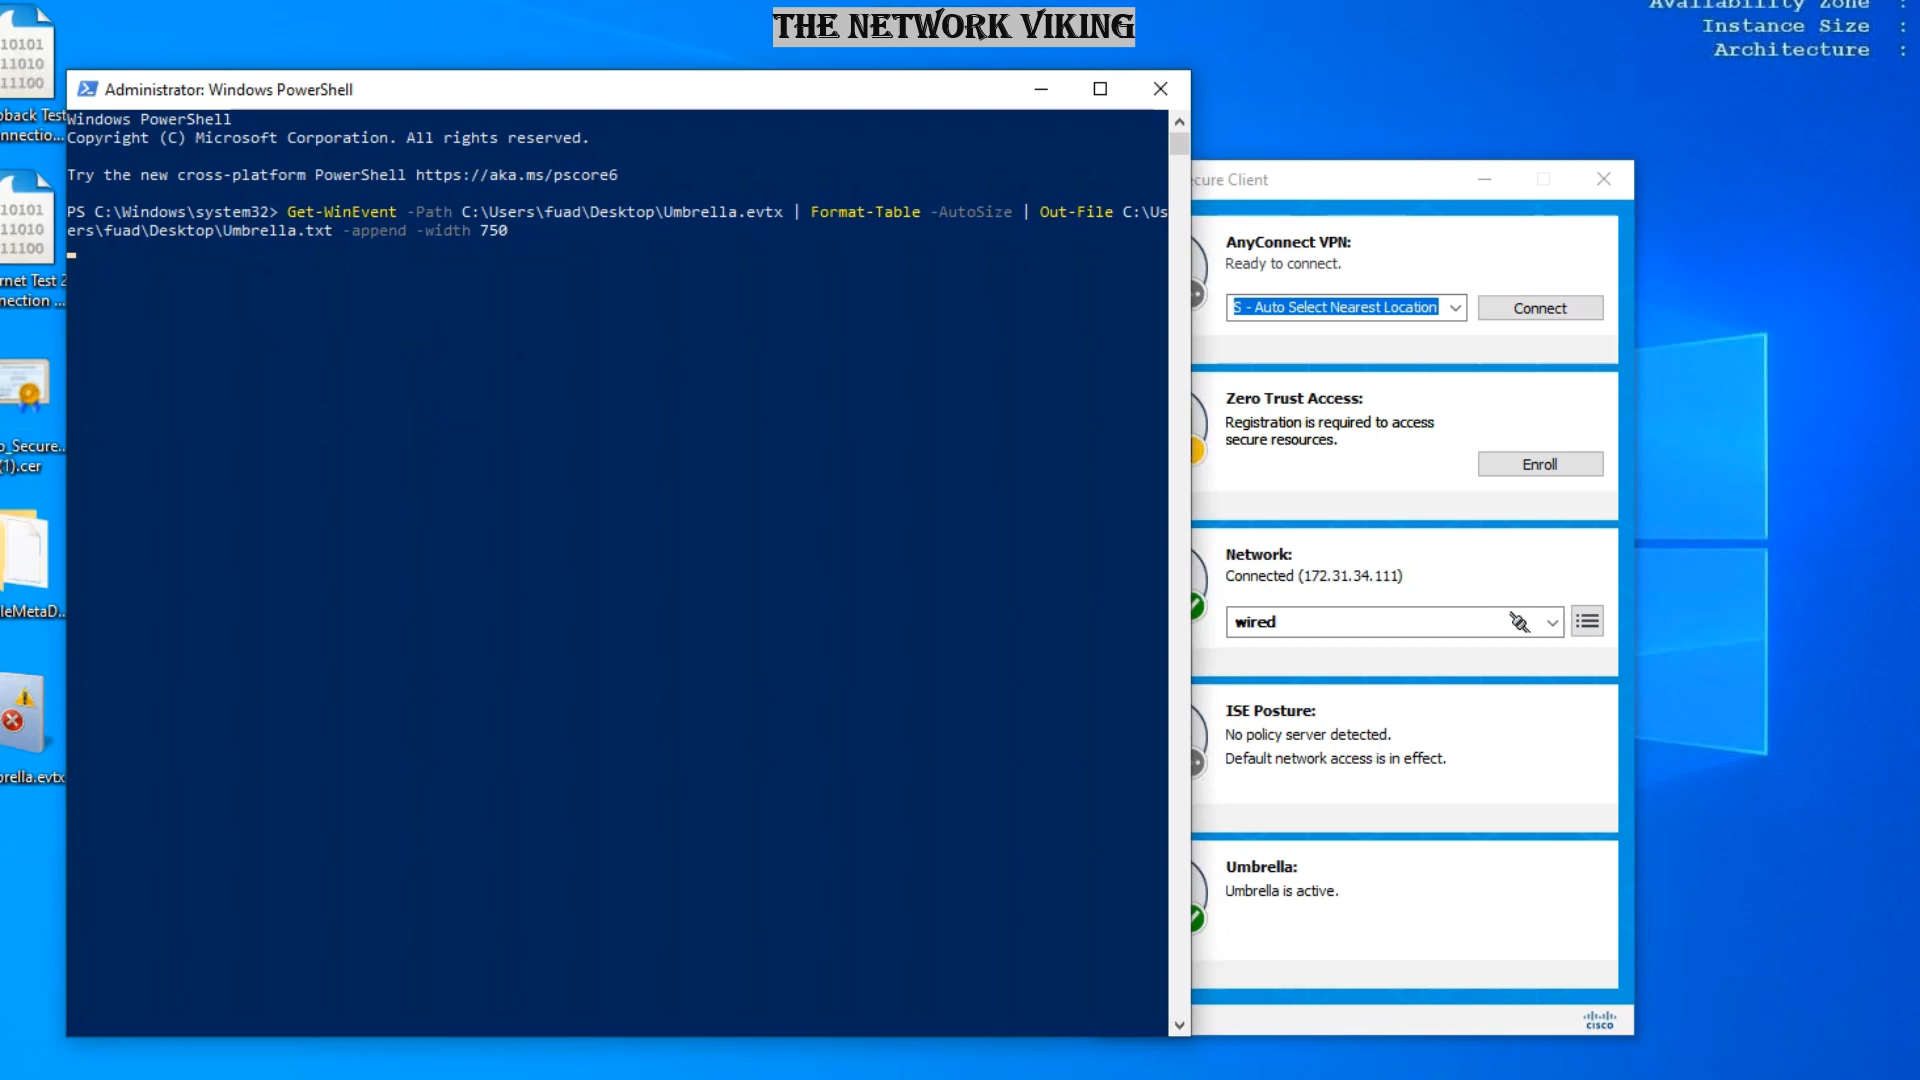 THE NETWORK VIKING
Availability Zone :
Instance Size :
Architecture :
Administrator: Windows PowerShell
Windows PowerShell
Copyright (C) Microsoft Corporation. All rights reserved.
Try the new cross-platform PowerShell https://aka.ms/pscore6
PS C:\Windows\system32> Get-WinEvent -Path C:\Users\fuad\Desktop\Umbrella.evtx | Format-Table -AutoSize | Out-File C:\Us
ers\fuad\Desktop\Umbrella.txt -append -width 750
10101
11010
11100
oback Test
nnectio...
10101
11010
11100
rnet Test 2
nection ...
o_Secure...
(1).cer
leMetaD...
brella.evtx
cure Client
AnyConnect VPN:
Ready to connect.
S - Auto Select Nearest Location
Connect
Zero Trust Access:
Registration is required to access
secure resources.
Enroll
Network:
Connected (172.31.34.111)
wired
ISE Posture:
No policy server detected.
Default network access is in effect.
Umbrella:
Umbrella is active.
CISCO